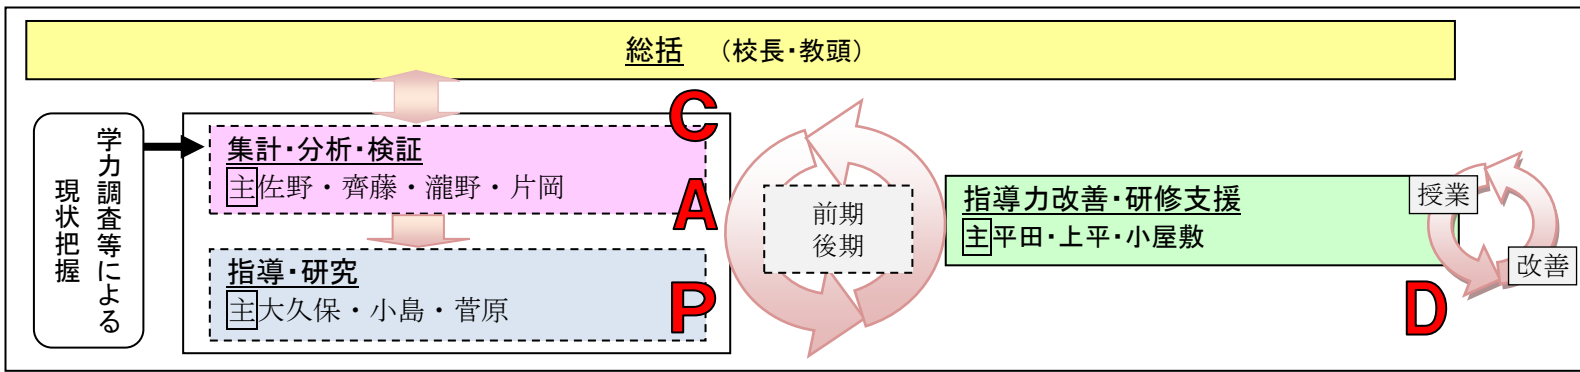 総括 （校長・教頭）
学力調査等による
現状把握
集計・分析・検証
主佐野・齊藤・瀧野・片岡
C
A
指導・研究
主大久保・小島・菅原
P
前期
後期
指導力改善・研修支援
主平田・上平・小屋敷
授業
改善
D